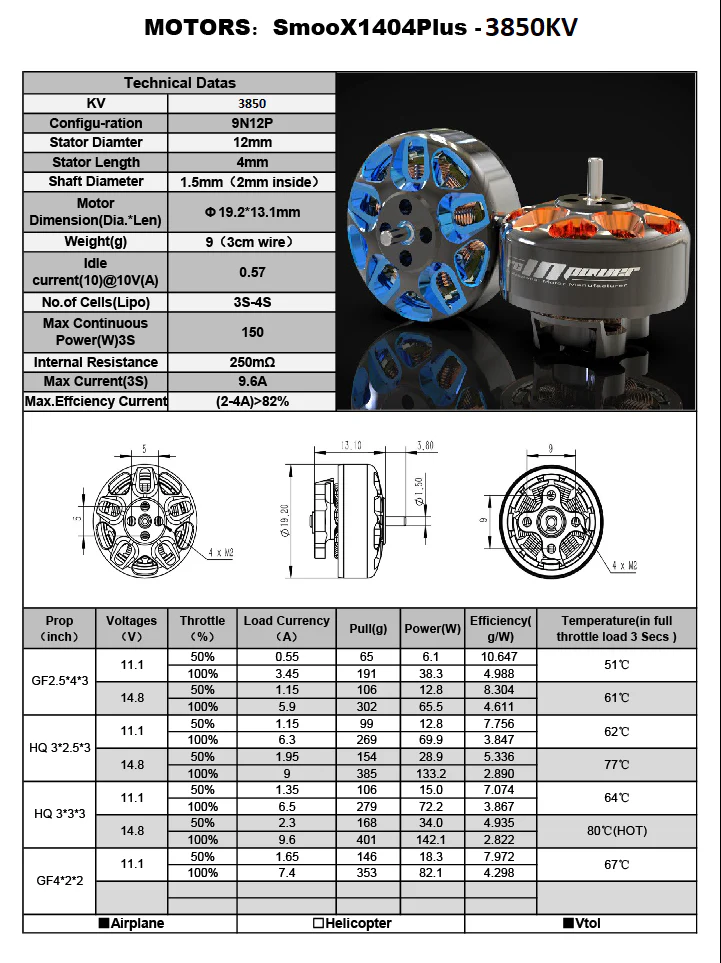 MOTORS：SmooX1404Plus - 3850KV
Technical Datas
KV 3850
Configu-ration 9N12P
Stator Diamter 12mm
Stator Length 4mm
Shaft Diameter 1.5mm（2mm inside）
Motor
Dimension(Dia.*Len) Φ19.2*13.1mm
Weight(g) 9（3cm wire）
Idle
current(10)@10V(A) 0.57
No.of Cells(Lipo) 3S-4S
Max Continuous
Power(W)3S 150
Internal Resistance 250mΩ
Max Current(3S) 9.6A
Max.Effciency Current (2-4A)>82%
power
Motor Manufacturer
5
5
4 x M2
13,10
3,80
Φ19,20
Φ1,50
9
9
4 x M2
Prop
（inch） Voltages
（V） Throttle
（%） Load Currency
（A） Pull(g) Power(W) Efficiency(
g/W) Temperature(in full
throttle load 3 Secs )
GF2.5*4*3 11.1 50% 0.55 65 6.1 10.647 51℃
100% 3.45 191 38.3 4.988
14.8 50% 1.15 106 12.8 8.304 61℃
100% 5.9 302 65.5 4.611
HQ 3*2.5*3 11.1 50% 1.15 99 12.8 7.756 62℃
100% 6.3 269 69.9 3.847
14.8 50% 1.95 154 28.9 5.336 77℃
100% 9 385 133.2 2.890
HQ 3*3*3 11.1 50% 1.35 106 15.0 7.074 64℃
100% 6.5 279 72.2 3.867
14.8 50% 2.3 168 34.0 4.935 80℃(HOT)
100% 9.6 401 142.1 2.822
GF4*2*2 11.1 50% 1.65 146 18.3 7.972 67℃
100% 7.4 353 82.1 4.298
■Airplane □Helicopter ■Vtol